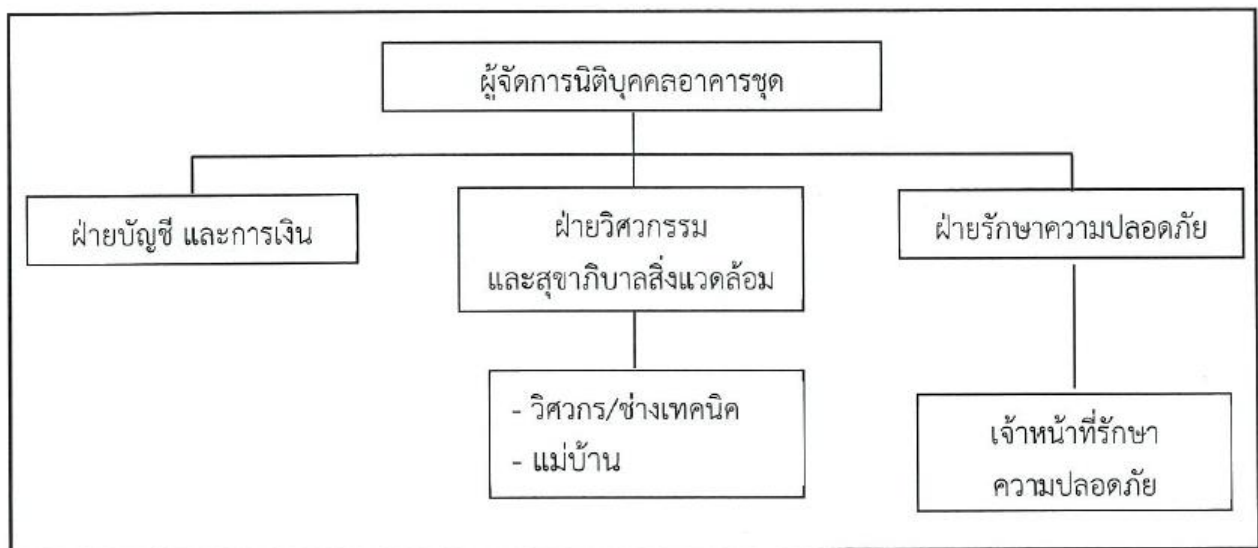 ผู้จัดการนิติบุคคลอาคารชุด
ฝ่ายบัญชี และการเงิน
ฝ่ายวิศวกรรม
และสุขาภิบาลสิ่งแวดล้อม
ฝ่ายรักษาความปลอดภัย
- วิศวกร/ช่างเทคนิค
- แม่บ้าน
เจ้าหน้าที่รักษา
ความปลอดภัย